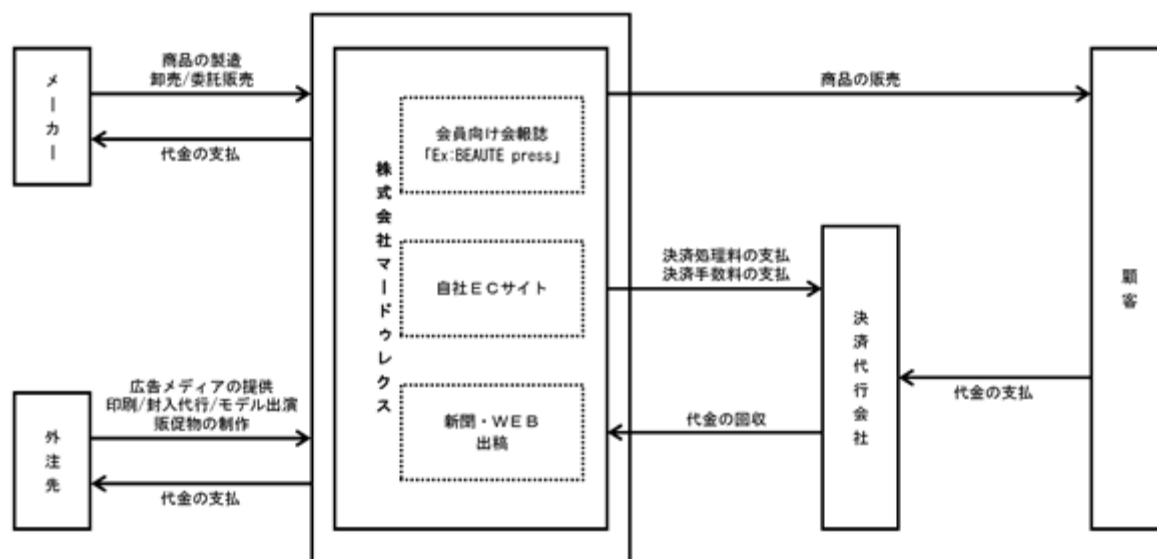 メーカー
商品の製造
卸売/委託販売
代金の支払
外注先
広告メディアの提供
印刷/封入代行/モデル出演
販促物の制作
代金の支払
株式会社マードゥレクス
会員向け会報誌
「Ex:BEAUTE press」
自社ECサイト
新聞・WEB
出稿
商品の販売
決済処理料の支払
決済手数料の支払
代金の回収
決済代行会社
代金の支払
顧客